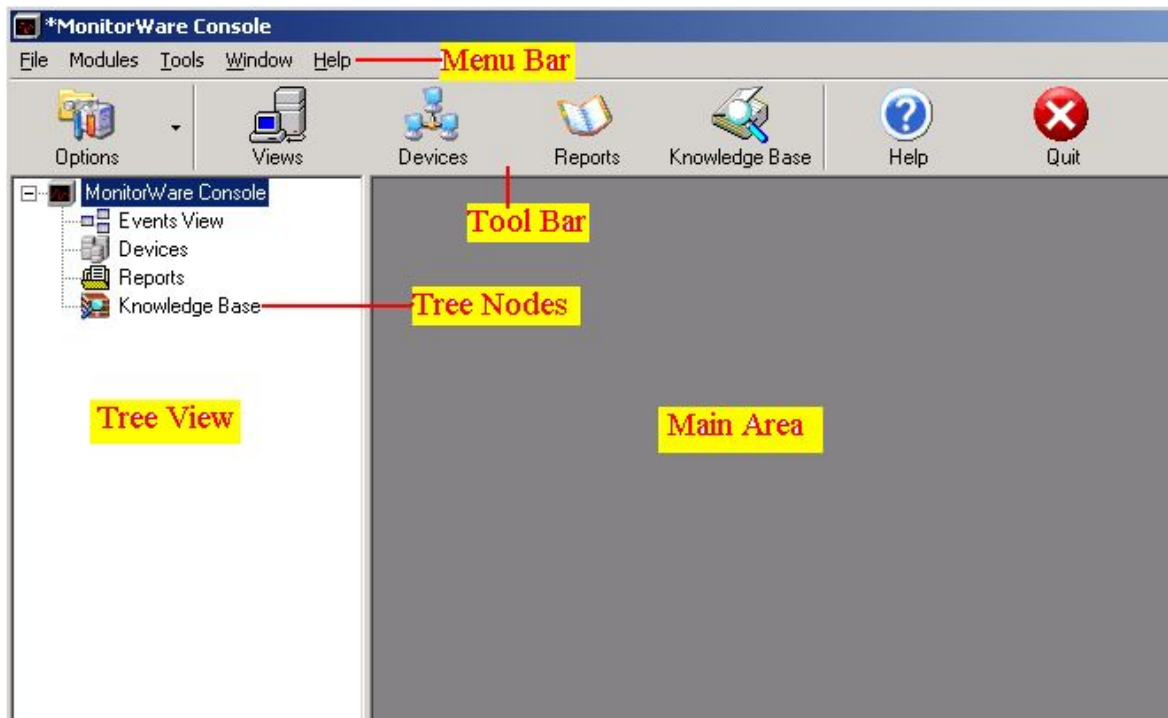 *MonitorWare Console
File Modules Tools Window Help
Menu Bar
Options Views Devices Reports Knowledge Base Help Quit
Tool Bar
MonitorWare Console
Events View
Devices
Reports
Knowledge Base
Tree Nodes
Tree View
Main Area